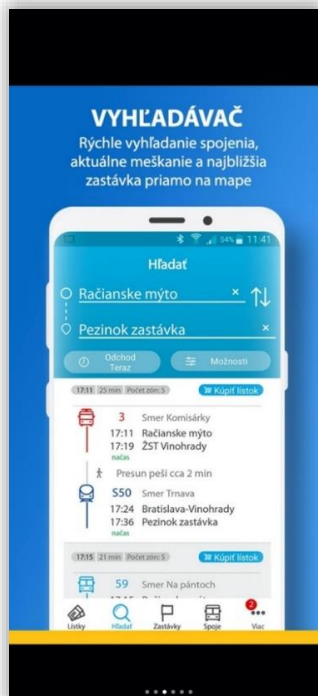 VYHĽADÁVAČ
Rýchle vyhľadanie spojenia,
aktuálne meškanie a najbližšia
zastávka priamo na mape
54% 11:41
Hľadať
Račianske mýto ×
Pezinok zastávka ×
Odchod
Teraz
Možnosti
17:11 25 min Počet zón: 5 Kúpiť lístok
3 Smer Komisárky
17:11 Račianske mýto
17:19 ŽST Vinohrady
načas
Presun peši cca 2 min
S50 Smer Trnava
17:24 Bratislava-Vinohrady
17:36 Pezinok zastávka
načas
17:15 21 min Počet zón: 5 Kúpiť lístok
59 Smer Na pántoch
2
Lístky Hľadať Zastávky Spoje Viac